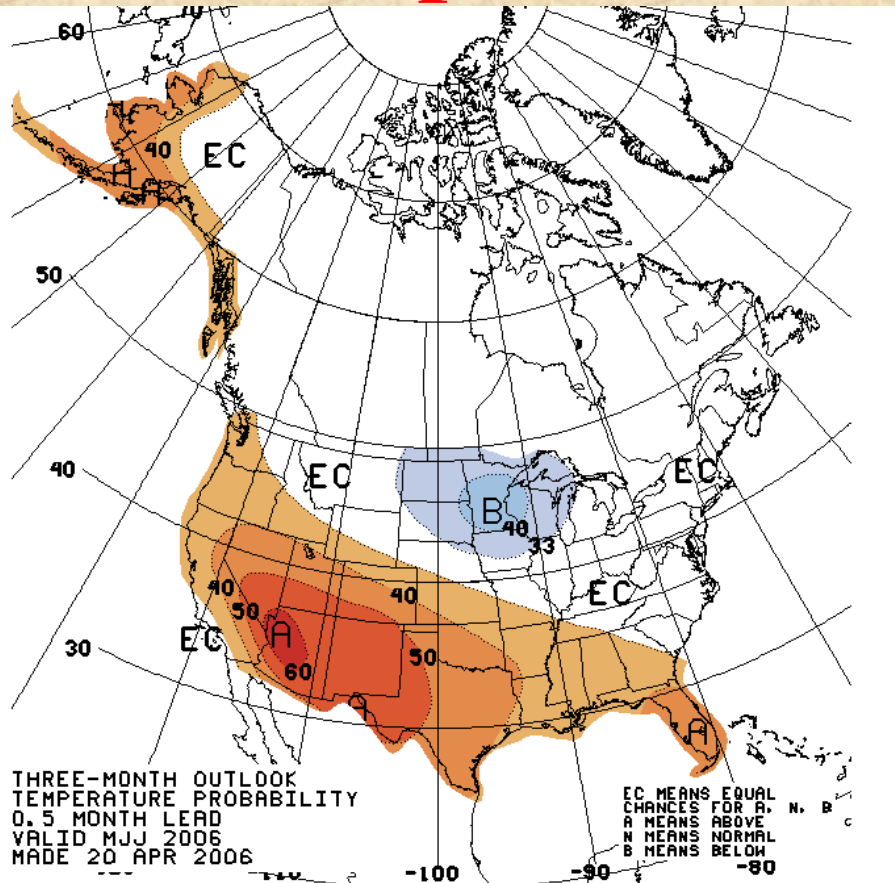 60
70
EC
40
A
A
50
40
EC
EC
B
40
33
40
40
EC
50
A
EC
50
30
60
A
A
THREE-MONTH OUTLOOK
TEMPERATURE PROBABILITY
0.5 MONTH LEAD
VALID MJJ 2006
MADE 20 APR 2006
EC MEANS EQUAL
CHANCES FOR A, N, B
A MEANS ABOVE
N MEANS NORMAL
B MEANS BELOW
-100
-90
-80